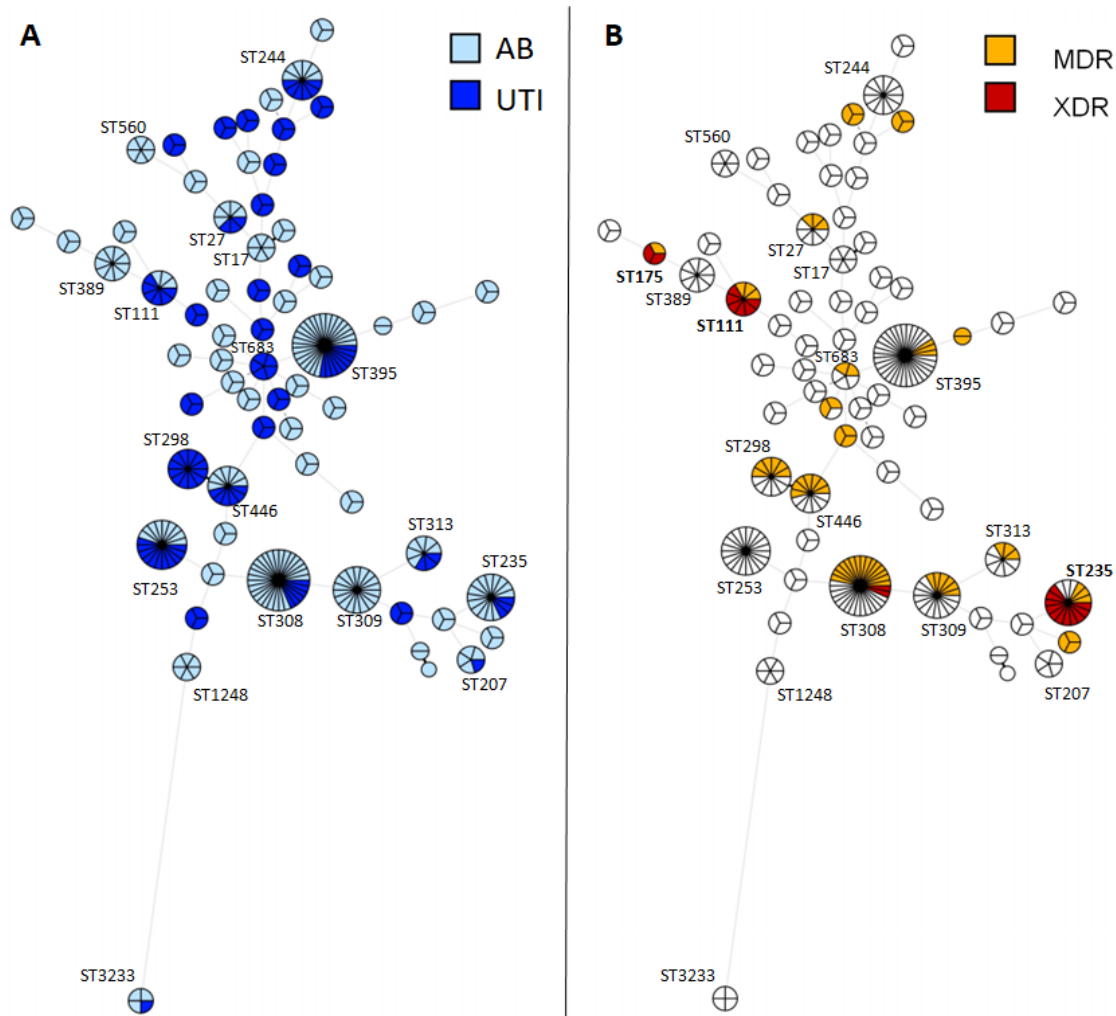 A
AB
UTI
ST244
ST560
ST27
ST17
ST389
ST111
ST683
ST395
ST298
ST446
ST253
ST308
ST309
ST313
ST235
ST207
ST1248
ST3233
B
MDR
XDR
ST244
ST560
ST27
ST17
ST175
ST389
ST111
ST683
ST395
ST298
ST446
ST253
ST308
ST309
ST313
ST235
ST207
ST1248
ST3233